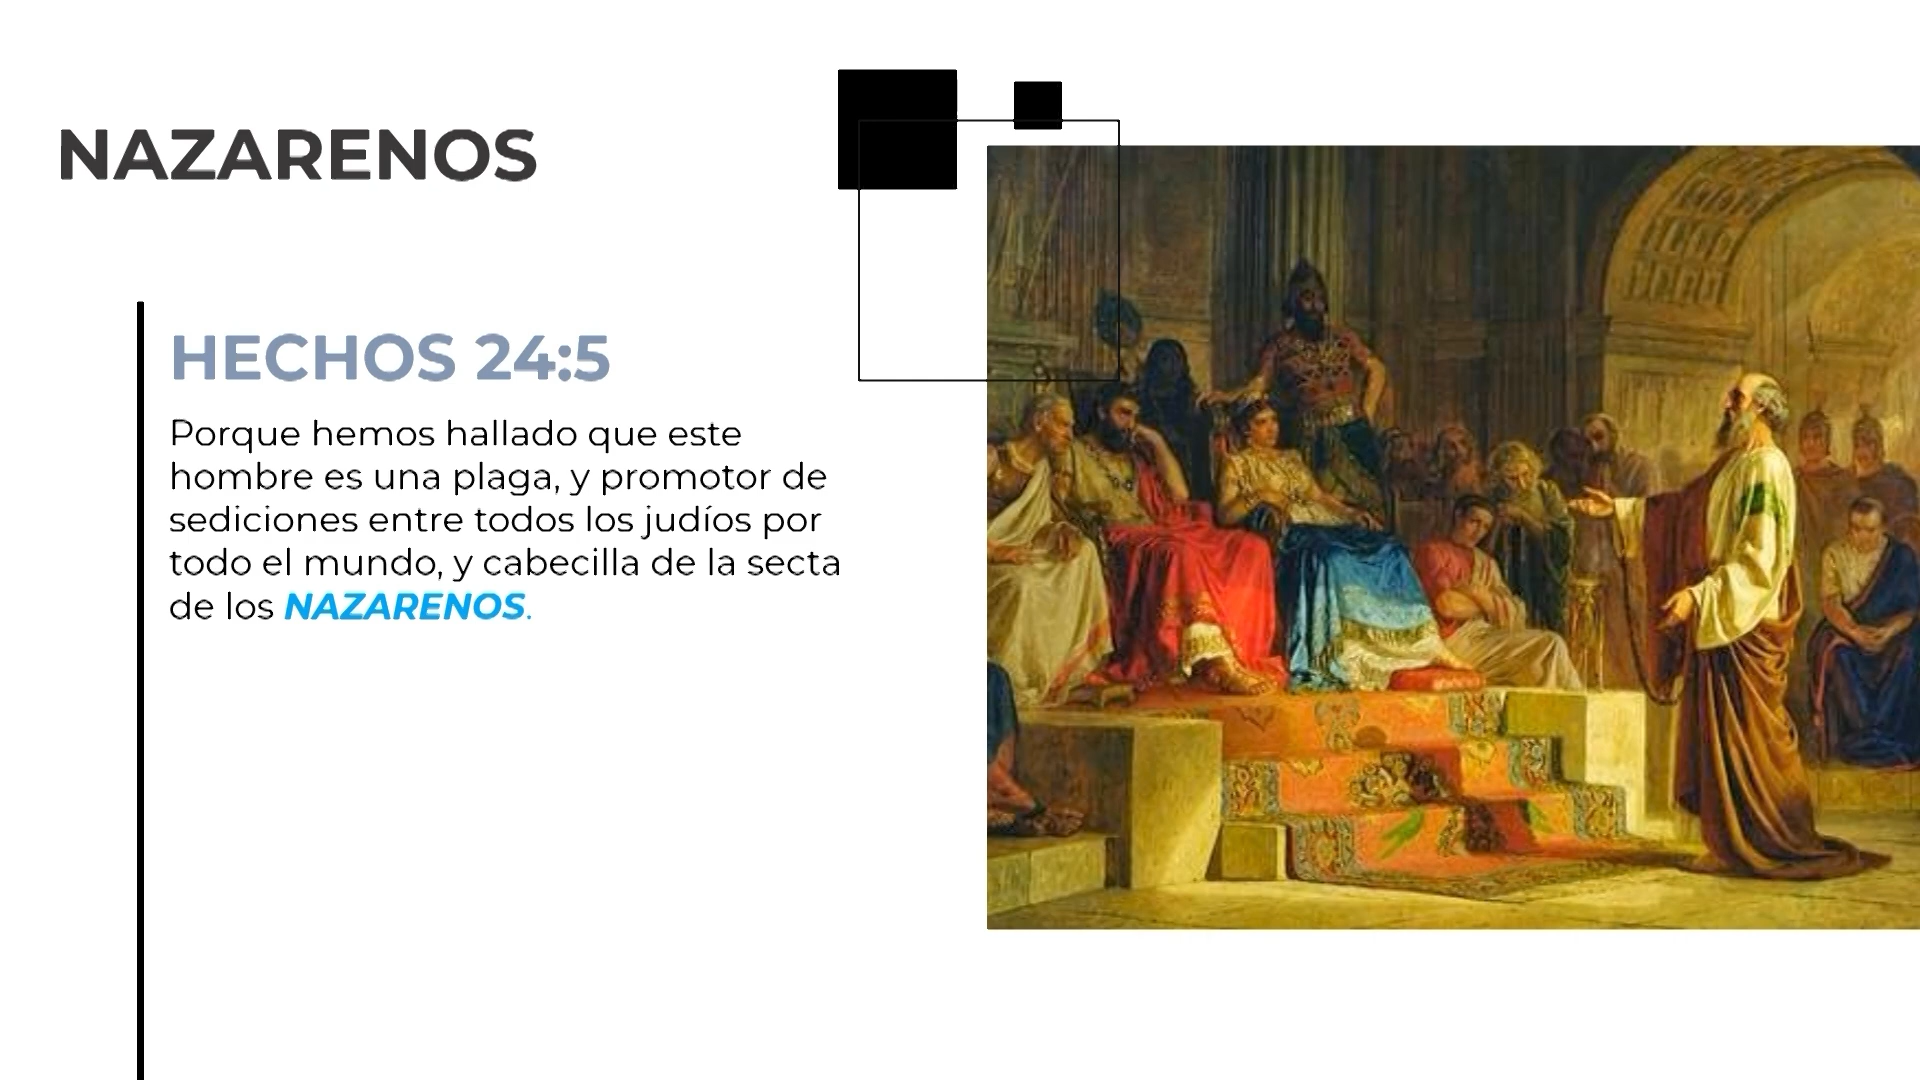 NAZARENOS
HECHOS 24:5
Porque hemos hallado que este
hombre es una plaga, y promotor de
sediciones entre todos los judíos por
todo el mundo, y cabecilla de la secta
de los NAZARENOS.